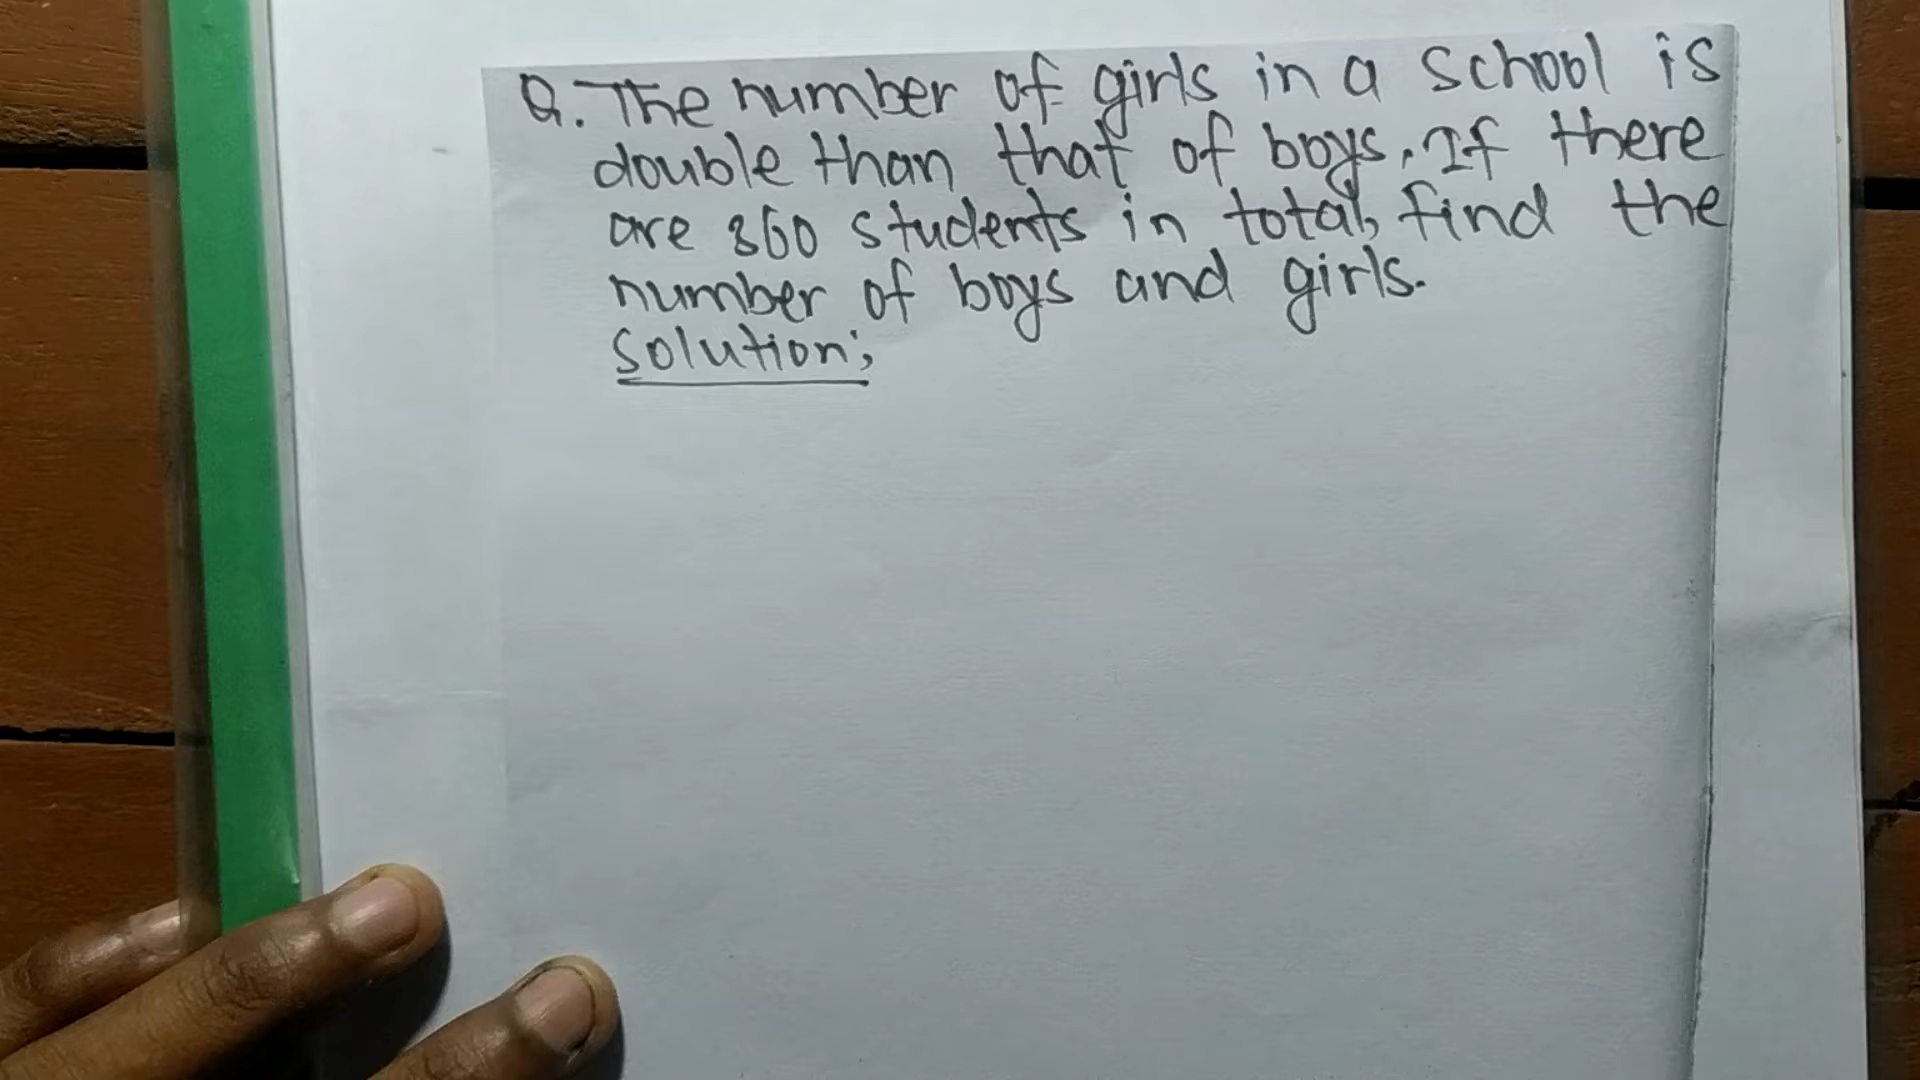 Q. The number of girls in a school is
double than that of boys. If there
are 360 students in total, find the
number of boys and girls.
Solution:,